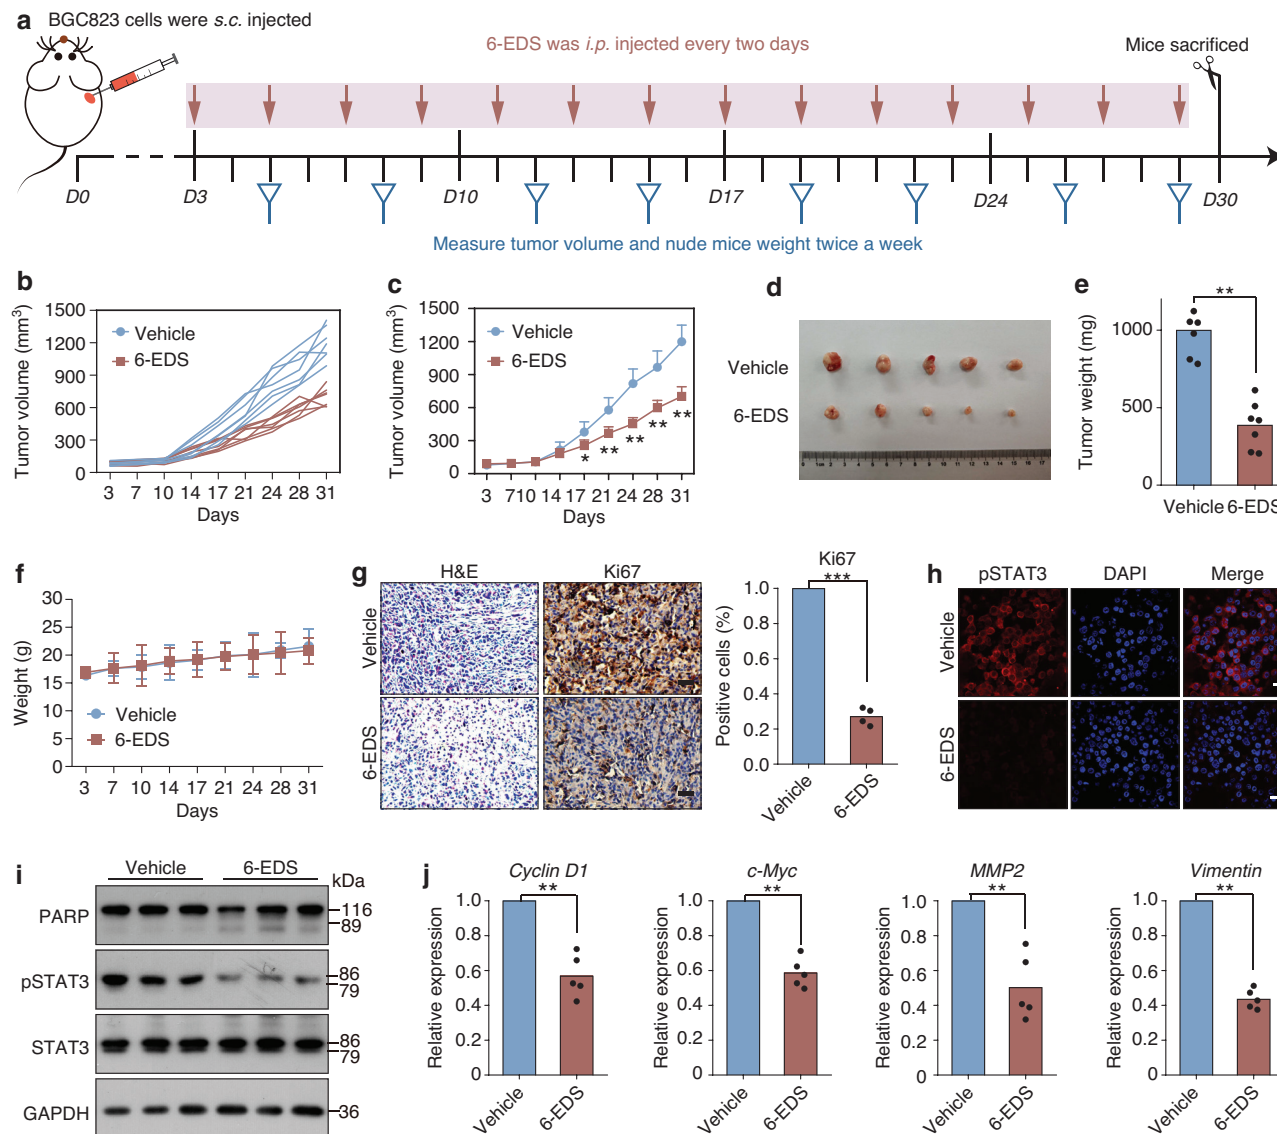 a BGC823 cells were s.c. injected
6-EDS was i.p. injected every two days
Mice sacrificed
D0 D3 D10 D17 D24 D30
Measure tumor volume and nude mice weight twice a week
b
Tumor volume (mm3)
1500
1200
900
600
300
0
Vehicle
6-EDS
3 7 10 14 17 21 24 28 31
Days
c
Tumor volume (mm3)
1500
1200
900
600
300
0
Vehicle
6-EDS
* ** ** ** **
3 7 10 14 17 21 24 28 31
Days
d
Vehicle
6-EDS
e
Tumor weight (mg)
**
1000
500
0
Vehicle 6-EDS
f
Weight (g)
30
25
20
15
10
5
0
Vehicle
6-EDS
3 7 10 14 17 21 24 28 31
Days
g
H&E Ki67
Vehicle
6-EDS
Ki67
***
Positive cells (%)
1.0
0.8
0.6
0.4
0.2
0.0
Vehicle 6-EDS
h
pSTAT3 DAPI Merge
Vehicle
6-EDS
i
Vehicle 6-EDS
kDa
PARP 116
89
pSTAT3 86
79
STAT3 86
79
GAPDH 36
j
Cyclin D1
**
Relative expression
1.0
0.8
0.6
0.4
0.2
0
Vehicle 6-EDS
c-Myc
**
Relative expression
1.0
0.8
0.6
0.4
0.2
0
Vehicle 6-EDS
MMP2
**
Relative expression
1.0
0.8
0.6
0.4
0.2
0
Vehicle 6-EDS
Vimentin
**
Relative expression
1.0
0.8
0.6
0.4
0.2
0
Vehicle 6-EDS